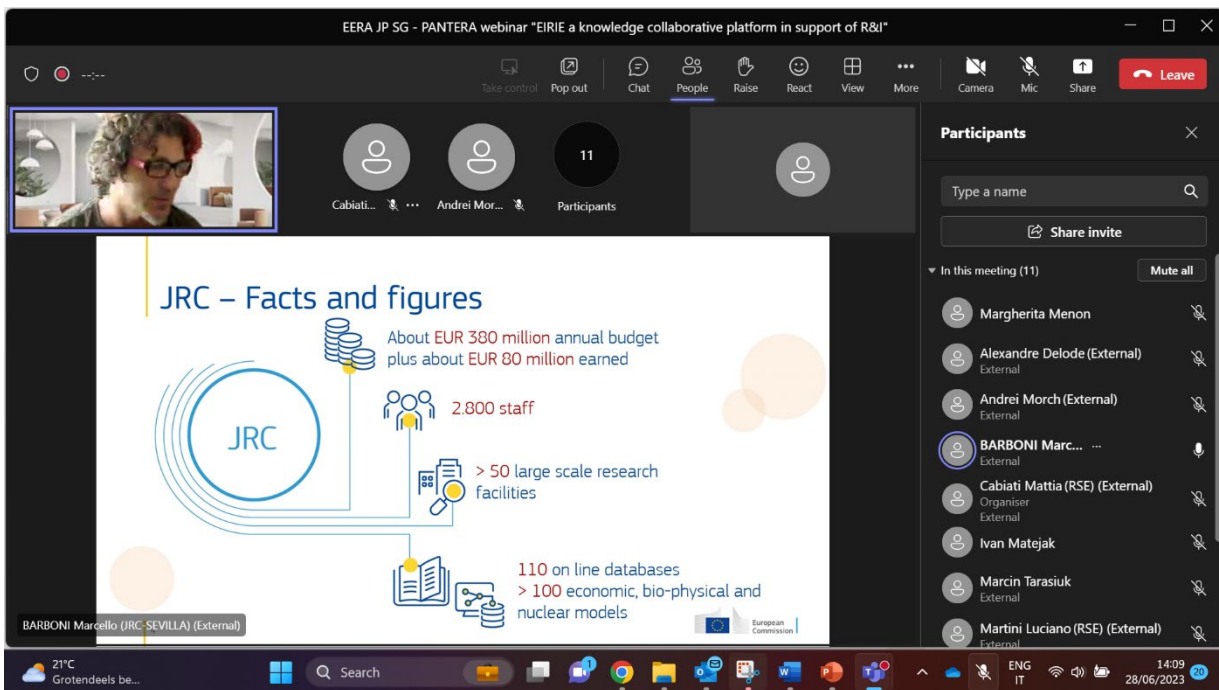 EERA JP SG - PANTERA webinar "EIRIE a knowledge collaborative platform in support of R&I"
--:--
Take control
Pop out
Chat
People
Raise
React
View
More
Camera
Mic
Share
Leave
Cabiati...
Andrei Mor...
11
Participants
JRC – Facts and figures
About EUR 380 million annual budget
plus about EUR 80 million earned
2.800 staff
JRC
> 50 large scale research
facilities
110 on line databases
> 100 economic, bio-physical and
nuclear models
European
Commission
BARBONI Marcello (JRC-SEVILLA) (External)
Participants
Type a name
Share invite
In this meeting (11)
Mute all
Margherita Menon
Alexandre Delode (External)
External
Andrei Morch (External)
External
BARBONI Marc...
External
Cabiati Mattia (RSE) (External)
Organiser
External
Ivan Matejak
Marcin Tarasiuk
External
Martini Luciano (RSE) (External)
External
21°C
Grotendeels be...
Search
1
ENG
IT
14:09
28/06/2023
20